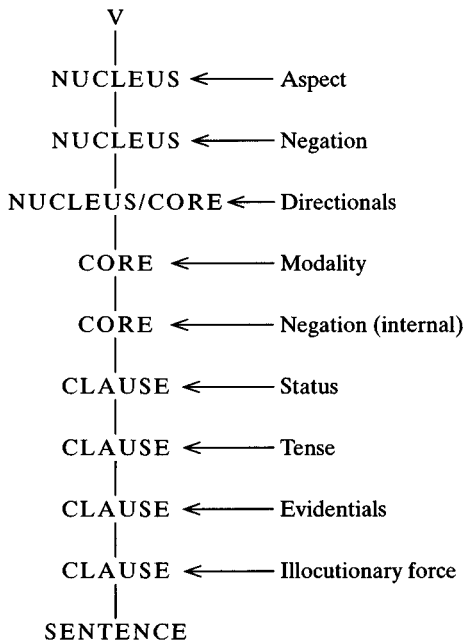 V
NUCLEUS Aspect
NUCLEUS Negation
NUCLEUS/CORE Directionals
CORE Modality
CORE Negation (internal)
CLAUSE Status
CLAUSE Tense
CLAUSE Evidentials
CLAUSE Illocutionary force
SENTENCE